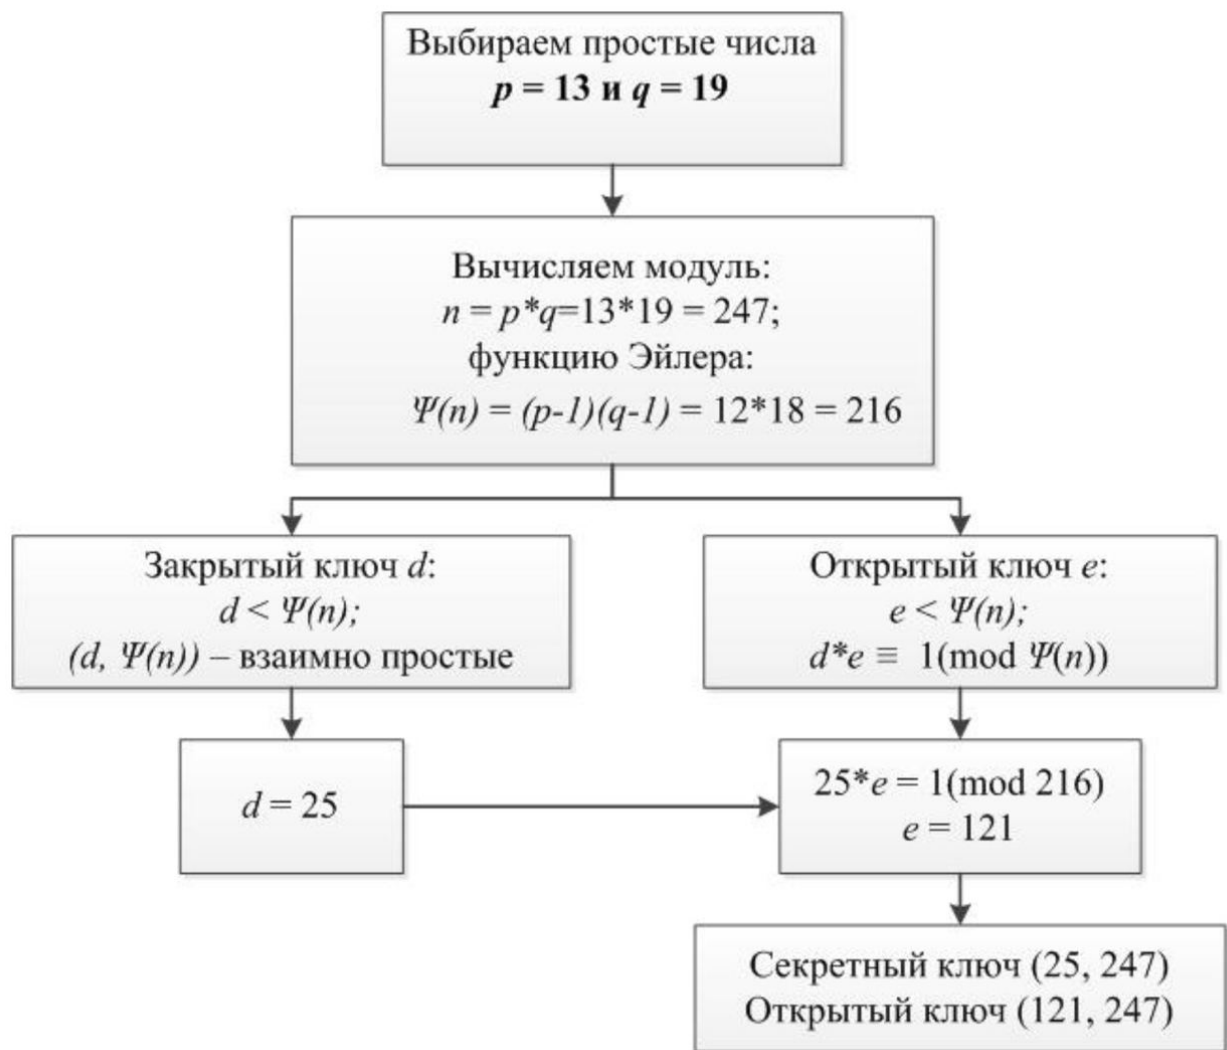 Выбираем простые числа
p = 13 и q = 19
Вычисляем модуль:
n = p*q=13*19 = 247;
функцию Эйлера:
Ψ(n) = (p-1)(q-1) = 12*18 = 216
Закрытый ключ d:
d < Ψ(n);
(d, Ψ(n)) – взаимно простые
Открытый ключ e:
e < Ψ(n);
d*e ≡ 1(mod Ψ(n))
d = 25
25*e = 1(mod 216)
e = 121
Секретный ключ (25, 247)
Открытый ключ (121, 247)